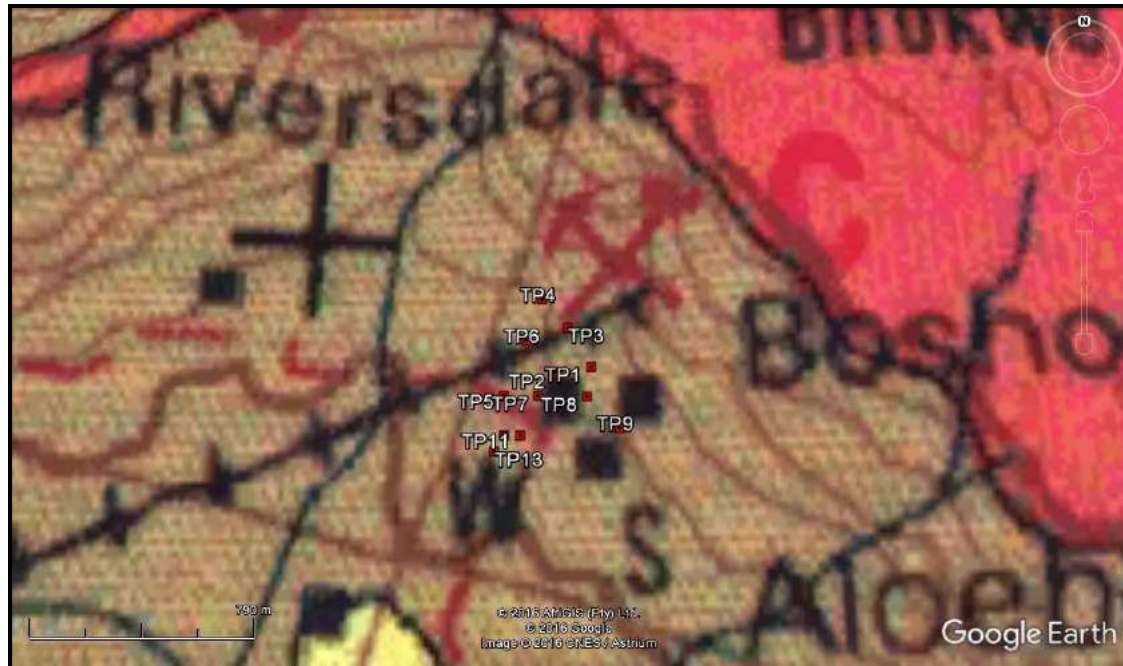 Riversdale
N
TP4
TP6
TP3
Bosho
TP1
TP2
TP5
TP7
TP8
TP9
TP11
TP13
W
S
790 m
© 2016 AfriGIS (Pty) Ltd.
© 2016 Google
Image © 2016 CNES / Astrium
Google Earth